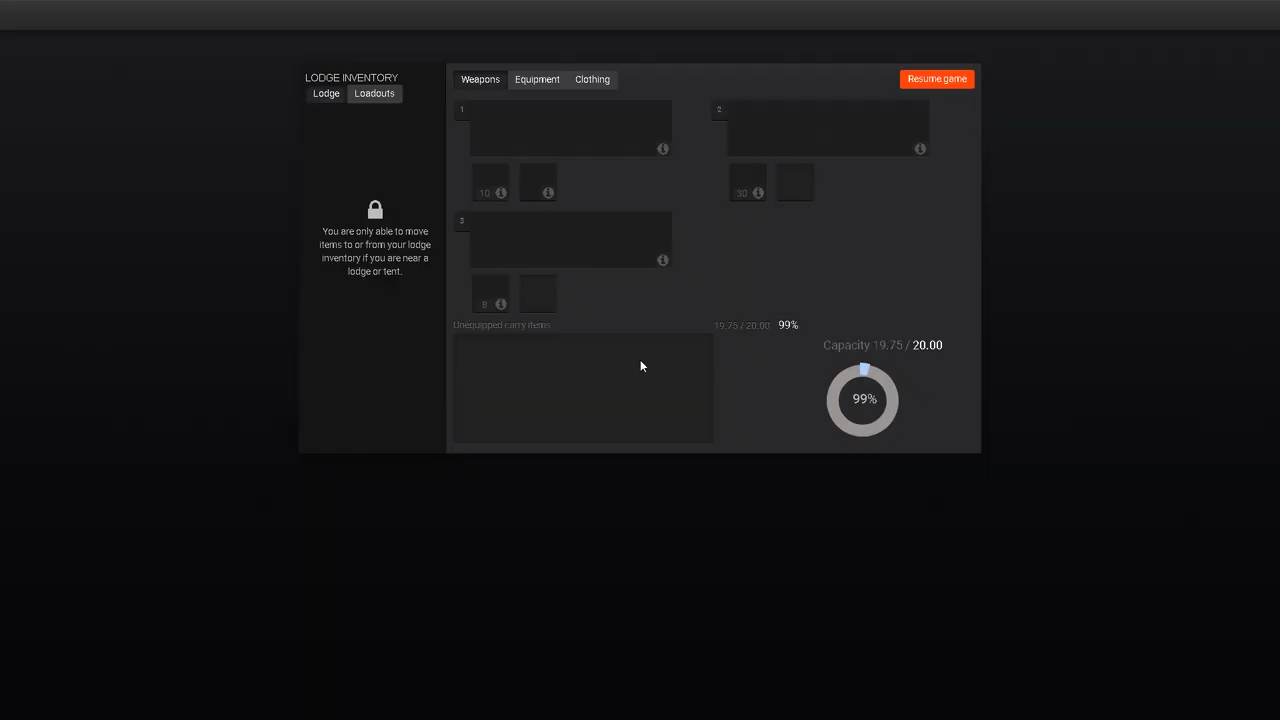 LODGE INVENTORY
Lodge Loadouts
Weapons Equipment Clothing
Resume game
1
2
10
30
3
8
You are only able to move
items to or from your lodge
inventory if you are near a
lodge or tent.
Unequipped carry items
19.75 / 20.00 99%
Capacity 19.75 / 20.00
99%